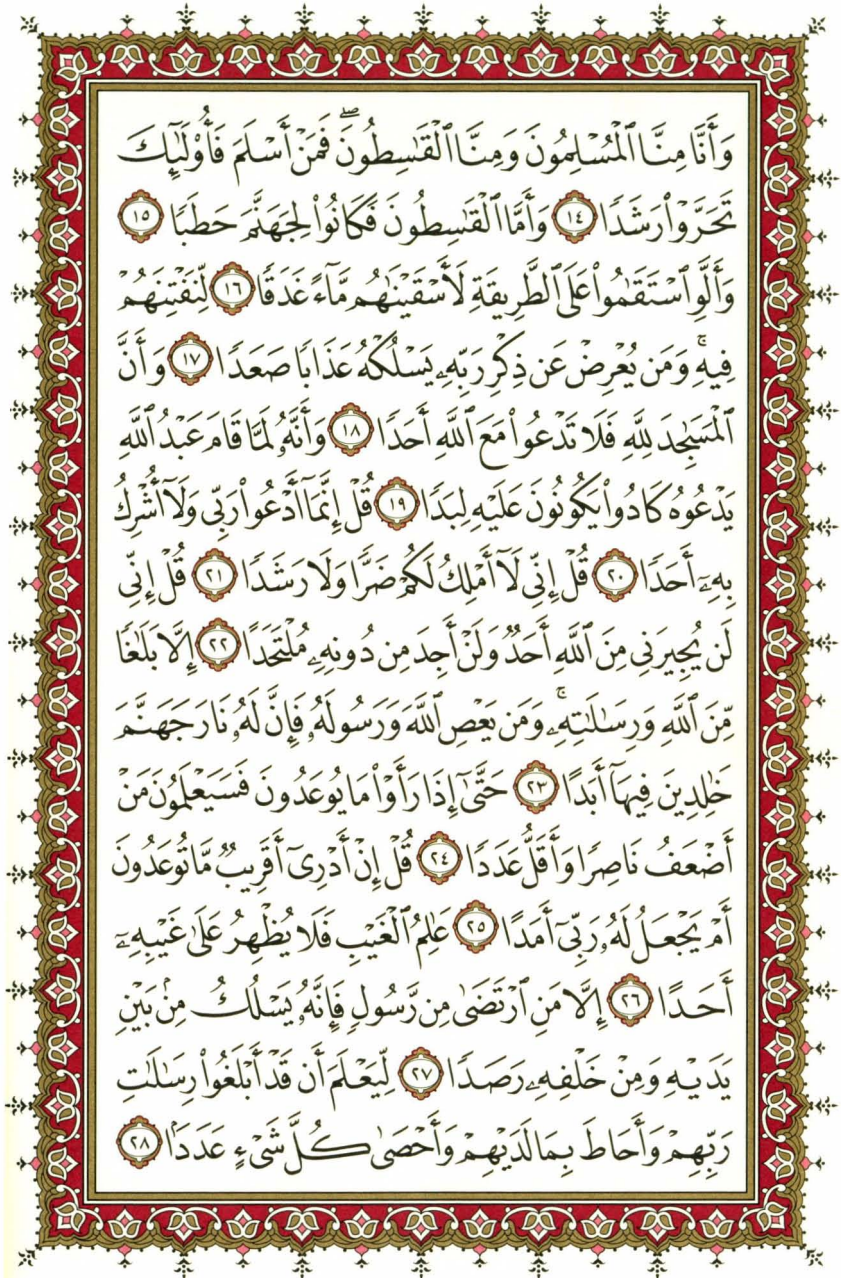 وَأَنَّا مِنَّا ٱلْمُسْلِمُونَ وَمِنَّا ٱلْقَٰسِطُونَۖ فَمَنْ أَسْلَمَ فَأُو۟لَٰٓئِكَ
تَحَرَّوْا۟ رَشَدًا ١٤ وَأَمَّا ٱلْقَٰسِطُونَ فَكَانُوا۟ لِجَهَنَّمَ حَطَبًا ١٥
وَأَلَّوِ ٱسْتَقَٰمُوا۟ عَلَى ٱلطَّرِيقَةِ لَأَسْقَيْنَٰهُم مَّآءً غَدَقًا ١٦ لِّنَفْتِنَهُمْ
فِيهِۚ وَمَن يُعْرِضْ عَن ذِكْرِ رَبِّهِۦ يَسْلُكْهُ عَذَابًا صَعَدًا ١٧ وَأَنَّ
ٱلْمَسَٰجِدَ لِلَّهِ فَلَا تَدْعُوا۟ مَعَ ٱللَّهِ أَحَدًا ١٨ وَأَنَّهُۥ لَمَّا قَامَ عَبْدُ ٱللَّهِ
يَدْعُوهُ كَادُوا۟ يَكُونُونَ عَلَيْهِ لِبَدًا ١٩ قُلْ إِنَّمَآ أَدْعُوا۟ رَبِّى وَلَآ أُشْرِكُ
بِهِۦٓ أَحَدًا ٢٠ قُلْ إِنِّى لَآ أَمْلِكُ لَكُمْ ضَرًّا وَلَا رَشَدًا ٢١ قُلْ إِنِّى
لَن يُجِيرَنِى مِنَ ٱللَّهِ أَحَدٌ وَلَنْ أَجِدَ مِن دُونِهِۦ مُلْتَحَدًا ٢٢ إِلَّا بَلَٰغًا
مِّنَ ٱللَّهِ وَرِسَٰلَٰتِهِۦۚ وَمَن يَعْصِ ٱللَّهَ وَرَسُولَهُۥ فَإِنَّ لَهُۥ نَارَ جَهَنَّمَ
خَٰلِدِينَ فِيهَآ أَبَدًا ٢٣ حَتَّىٰٓ إِذَا رَأَوْا۟ مَا يُوعَدُونَ فَسَيَعْلَمُونَ مَنْ
أَضْعَفُ نَاصِرًا وَأَقَلُّ عَدَدًا ٢٤ قُلْ إِنْ أَدْرِىٓ أَقَرِيبٌ مَّا تُوعَدُونَ
أَمْ يَجْعَلُ لَهُۥ رَبِّىٓ أَمَدًا ٢٥ عَٰلِمُ ٱلْغَيْبِ فَلَا يُظْهِرُ عَلَىٰ غَيْبِهِۦٓ
أَحَدًا ٢٦ إِلَّا مَنِ ٱرْتَضَىٰ مِن رَّسُولٍ فَإِنَّهُۥ يَسْلُكُ مِنۢ بَيْنِ
يَدَيْهِ وَمِنْ خَلْفِهِۦ رَصَدًا ٢٧ لِّيَعْلَمَ أَن قَدْ أَبْلَغُوا۟ رِسَٰلَٰتِ
رَبِّهِمْ وَأَحَاطَ بِمَا لَدَيْهِمْ وَأَحْصَىٰ كُلَّ شَىْءٍ عَدَدًۢا ٢٨